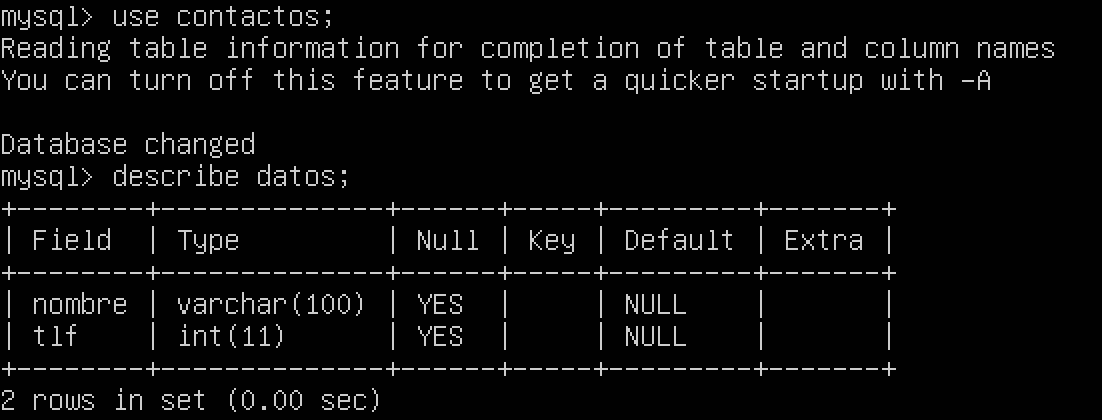 mysql> use contactos;
Reading table information for completion of table and column names
You can turn off this feature to get a quicker startup with -A
Database changed
mysql> describe datos;
+--------+--------------+------+-----+---------+-------+
| Field  | Type         | Null | Key | Default | Extra |
+--------+--------------+------+-----+---------+-------+
| nombre | varchar(100) | YES  |     | NULL    |       |
| tlf    | int(11)      | YES  |     | NULL    |       |
+--------+--------------+------+-----+---------+-------+
2 rows in set (0.00 sec)